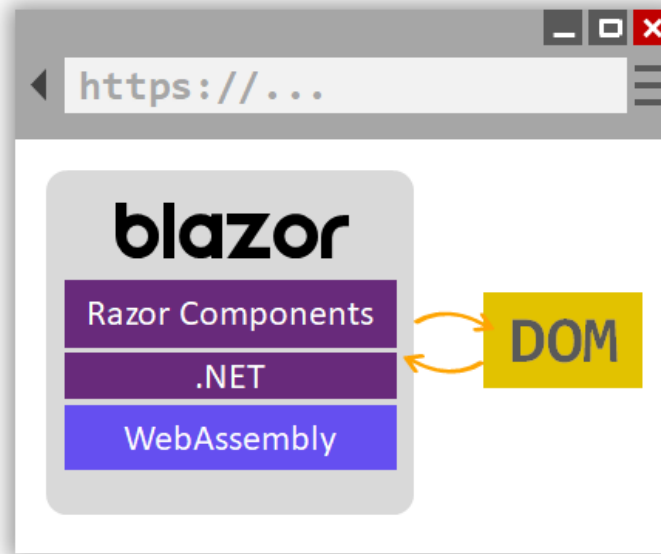 https://...
blazor
Razor Components
.NET
WebAssembly
DOM